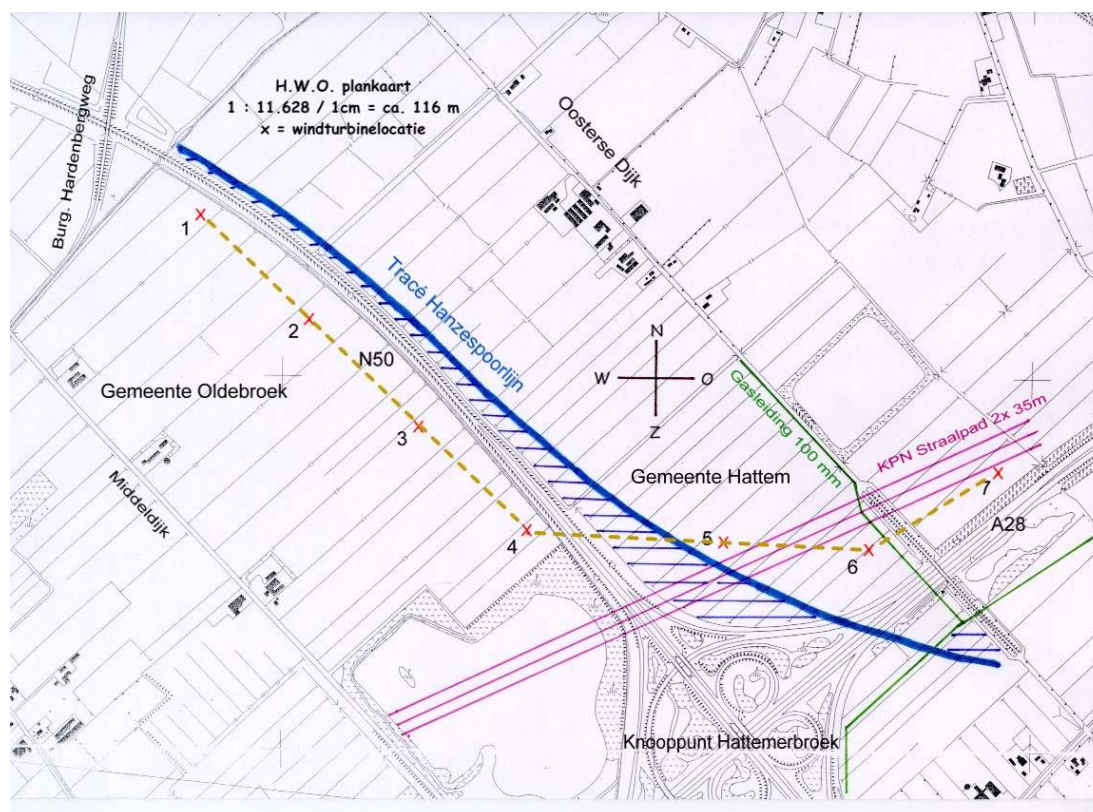 H.W.O. plankaart
1 : 11.628 / 1cm = ca. 116 m
x = windturbinelocatie
Burg. Hardenbergweg
Oosterse Dijk
1
Tracé Hanzespoorlijn
2
N50
N
W
O
Z
Gemeente Oldebroek
Gasleiding 100 mm
KPN Straalpad 2x 35m
3
Gemeente Hattem
7
Middeldijk
A28
4
5
6
Knooppunt Hattemerbroek